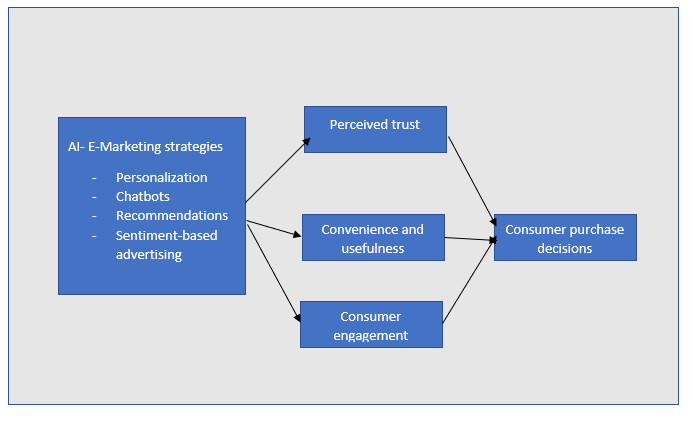 AI- E-Marketing strategies
- Personalization
- Chatbots
- Recommendations
- Sentiment-based
advertising
Perceived trust
Convenience and
usefulness
Consumer
engagement
Consumer purchase
decisions